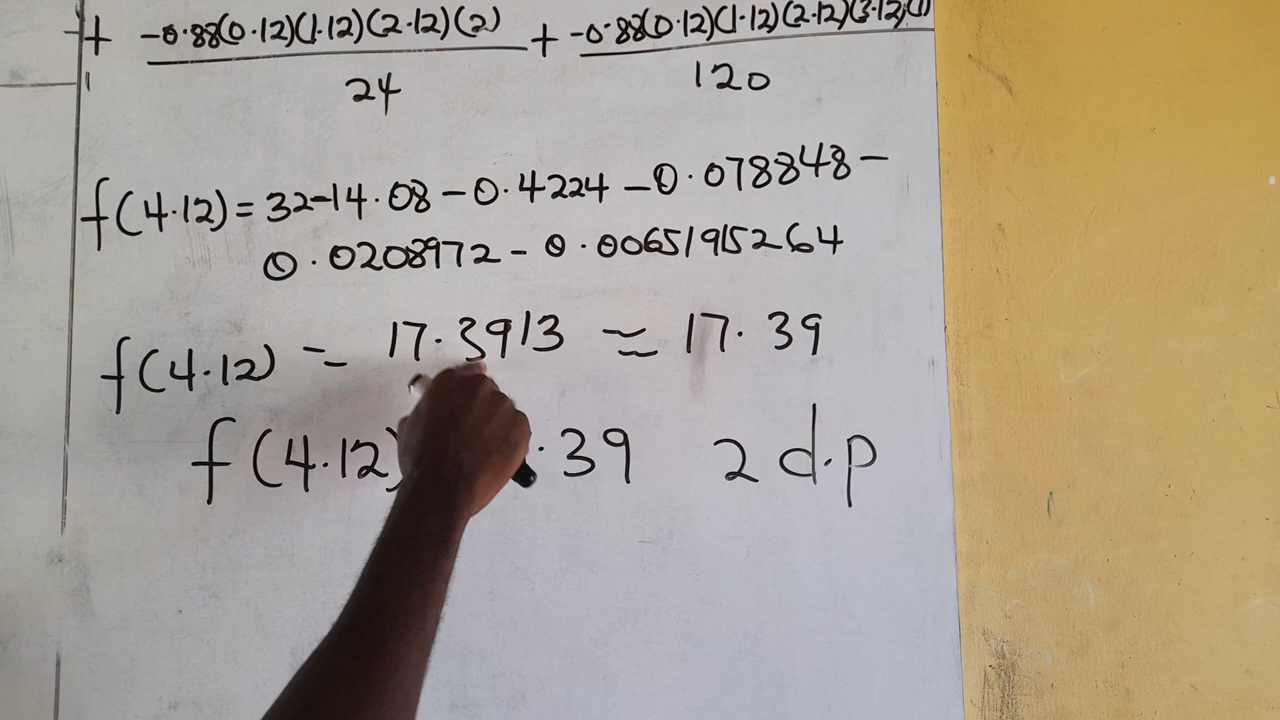 + -0.88(0.12)(1.12)(2.12)(2) + -0.88(0.12)(1.12)(2.12)(3.12)(1)
24 120
f(4.12) = 32-14.08-0.4224-0.078848-
0.0208972-0.00651915264
f(4.12) = 17.3913 ≈ 17.39
f(4.12) .39 2 d.p